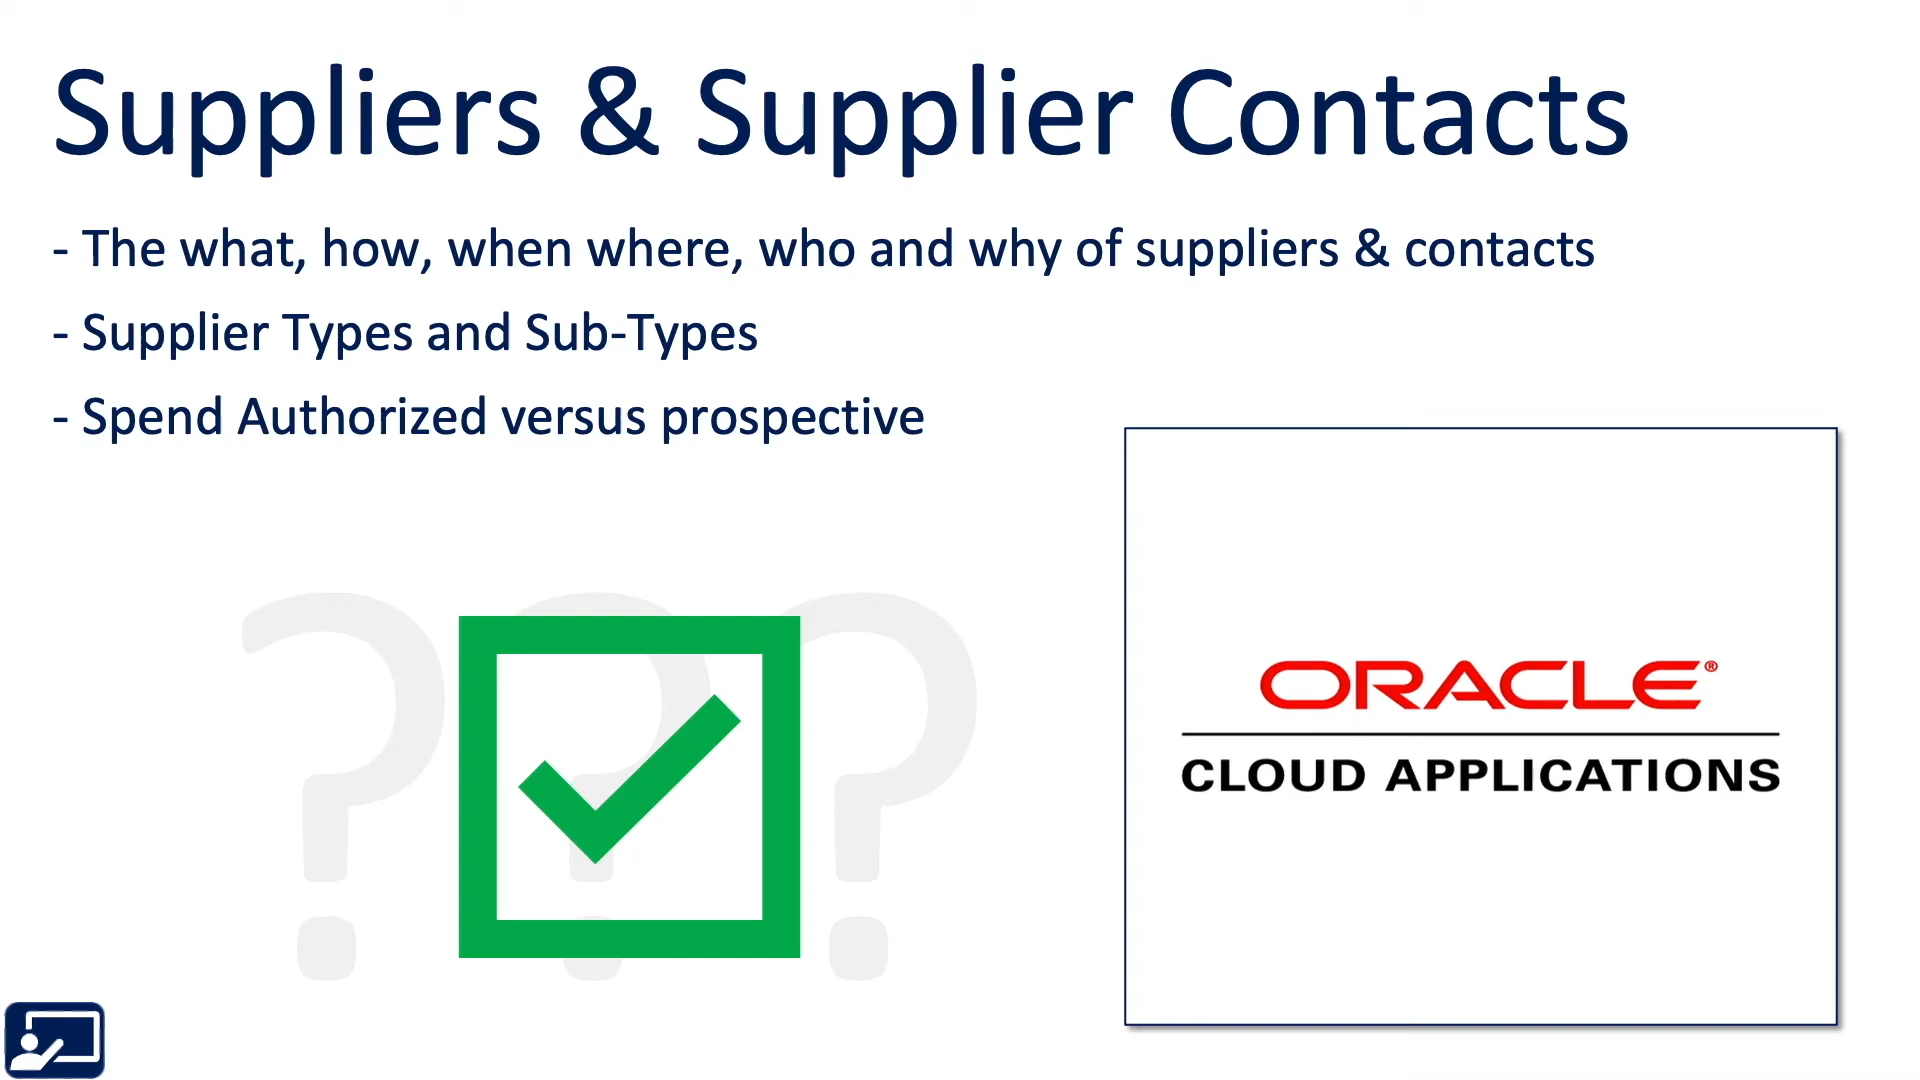 Suppliers & Supplier Contacts
- The what, how, when where, who and why of suppliers & contacts
- Supplier Types and Sub-Types
- Spend Authorized versus prospective
???
ORACLE®
CLOUD APPLICATIONS